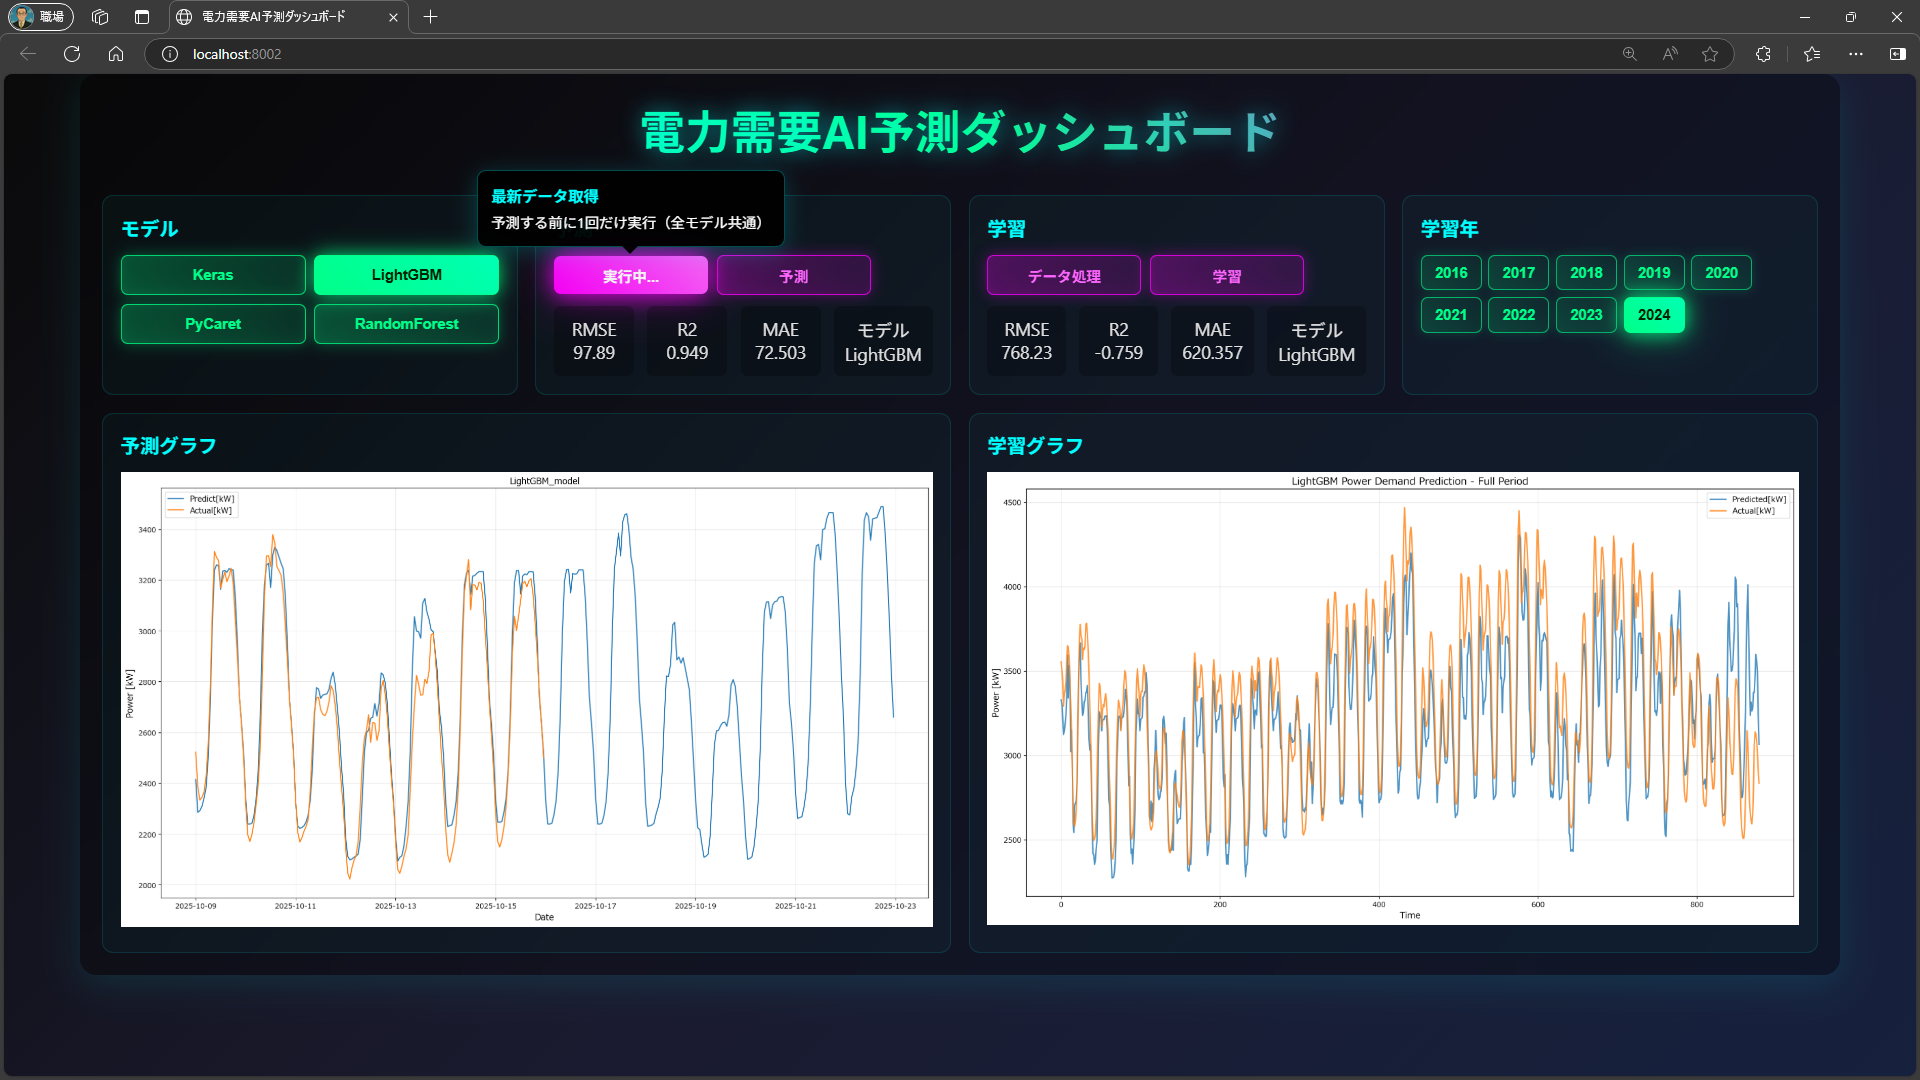 職場
電力需要AI予測ダッシュボード
localhost:8002
電力需要AI予測ダッシュボード
最新データ取得
予測する前に1回だけ実行（全モデル共通）
モデル
Keras
LightGBM
PyCaret
RandomForest
実行中...
予測
RMSE
97.89
R2
0.949
MAE
72.503
モデル
LightGBM
学習
データ処理
学習
RMSE
768.23
R2
-0.759
MAE
620.357
モデル
LightGBM
学習年
2016
2017
2018
2019
2020
2021
2022
2023
2024
予測グラフ
LightGBM_model
Predict[kW]
Actual[kW]
3400
3200
3000
2800
2600
2400
2200
2000
Power [kW]
2025-10-09
2025-10-11
2025-10-13
2025-10-15
2025-10-17
2025-10-19
2025-10-21
2025-10-23
Date
学習グラフ
LightGBM Power Demand Prediction - Full Period
Predicted[kW]
Actual[kW]
4500
4000
3500
3000
2500
Power [kW]
0
200
400
600
800
Time